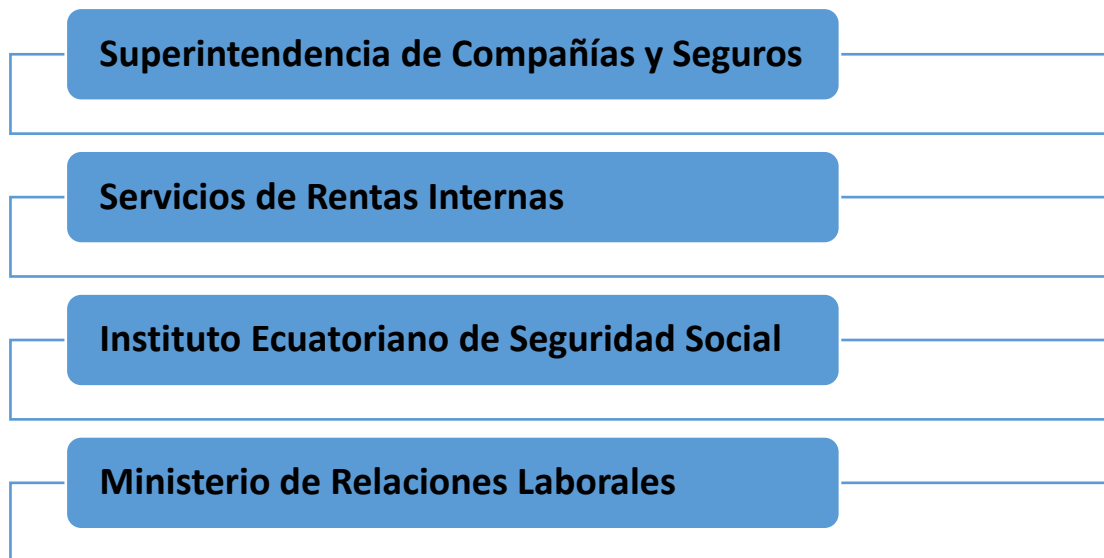 Superintendencia de Compañías y Seguros
Servicios de Rentas Internas
Instituto Ecuatoriano de Seguridad Social
Ministerio de Relaciones Laborales